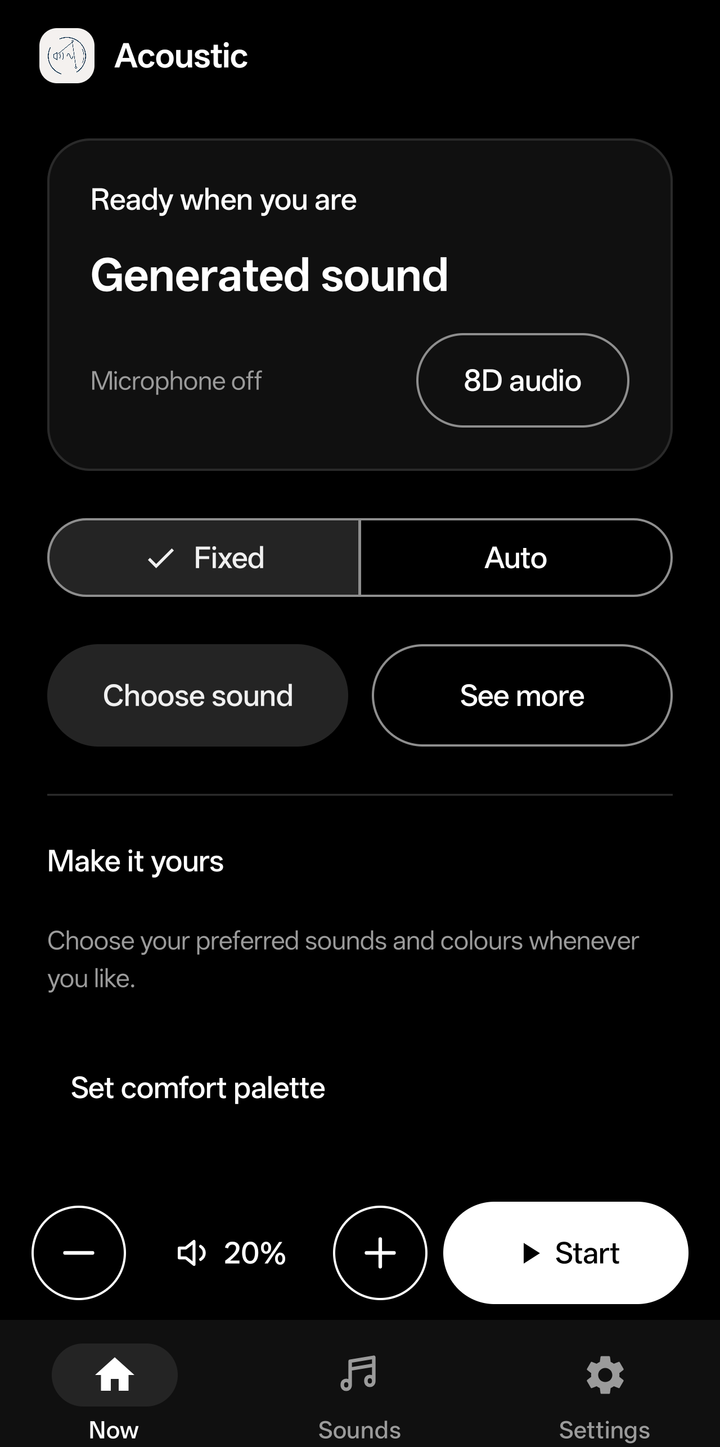 Acoustic
Ready when you are
Generated sound
Microphone off
8D audio
Fixed
Auto
Choose sound
See more
Make it yours
Choose your preferred sounds and colours whenever
you like.
Set comfort palette
20%
Start
Now
Sounds
Settings